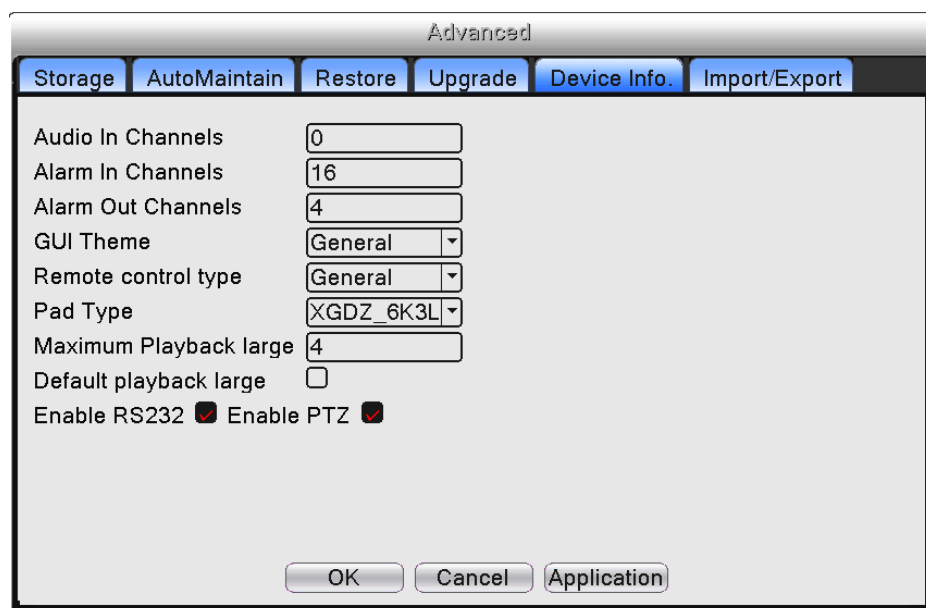 Advanced
Storage AutoMaintain Restore Upgrade Device Info. Import/Export
Audio In Channels 0
Alarm In Channels 16
Alarm Out Channels 4
GUI Theme General
Remote control type General
Pad Type XGDZ_6K3L
Maximum Playback large 4
Default playback large
Enable RS232 Enable PTZ
OK Cancel Application